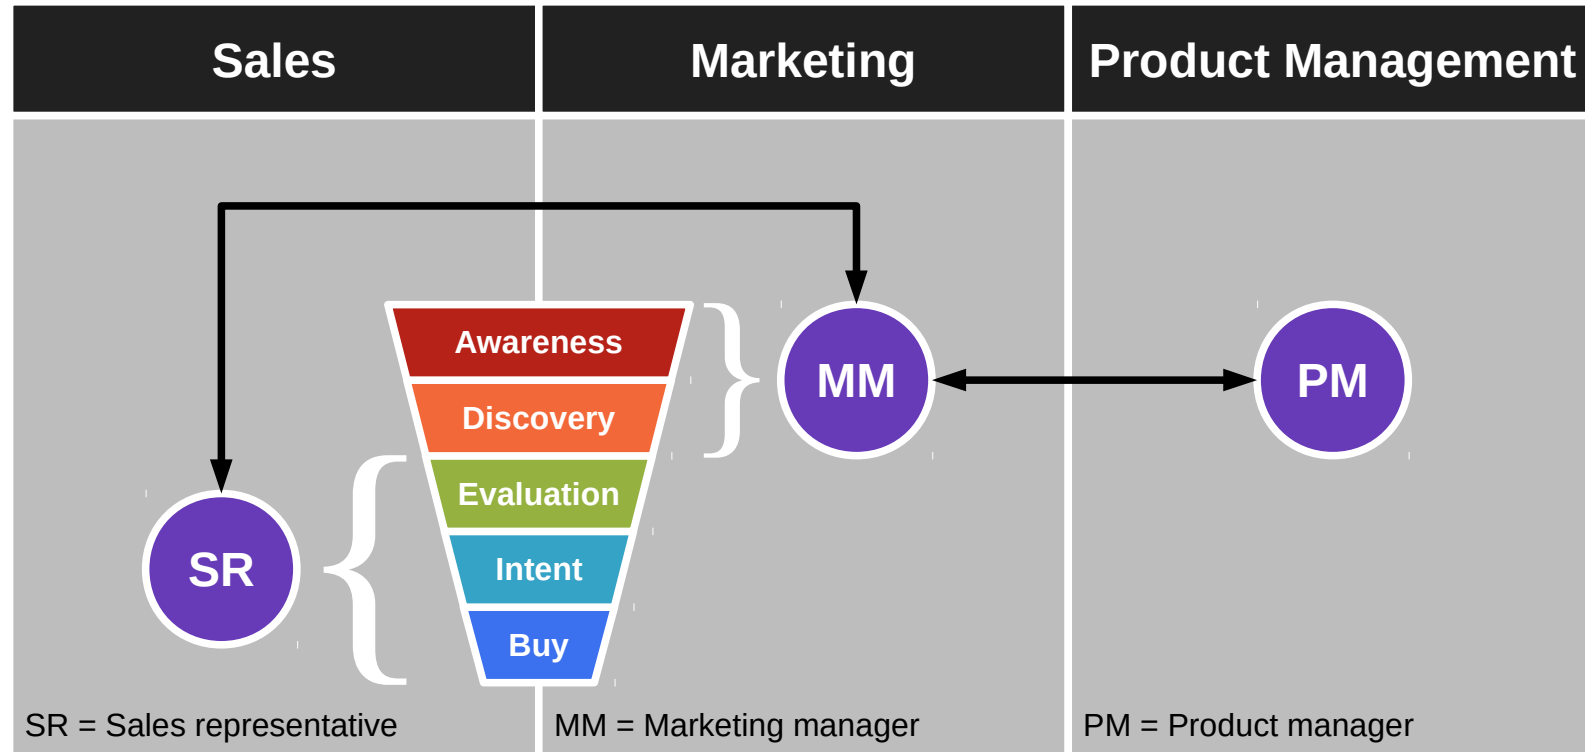 Sales
Marketing
Product Management
Awareness
Discovery
Evaluation
Intent
Buy
MM
PM
SR
SR = Sales representative
MM = Marketing manager
PM = Product manager